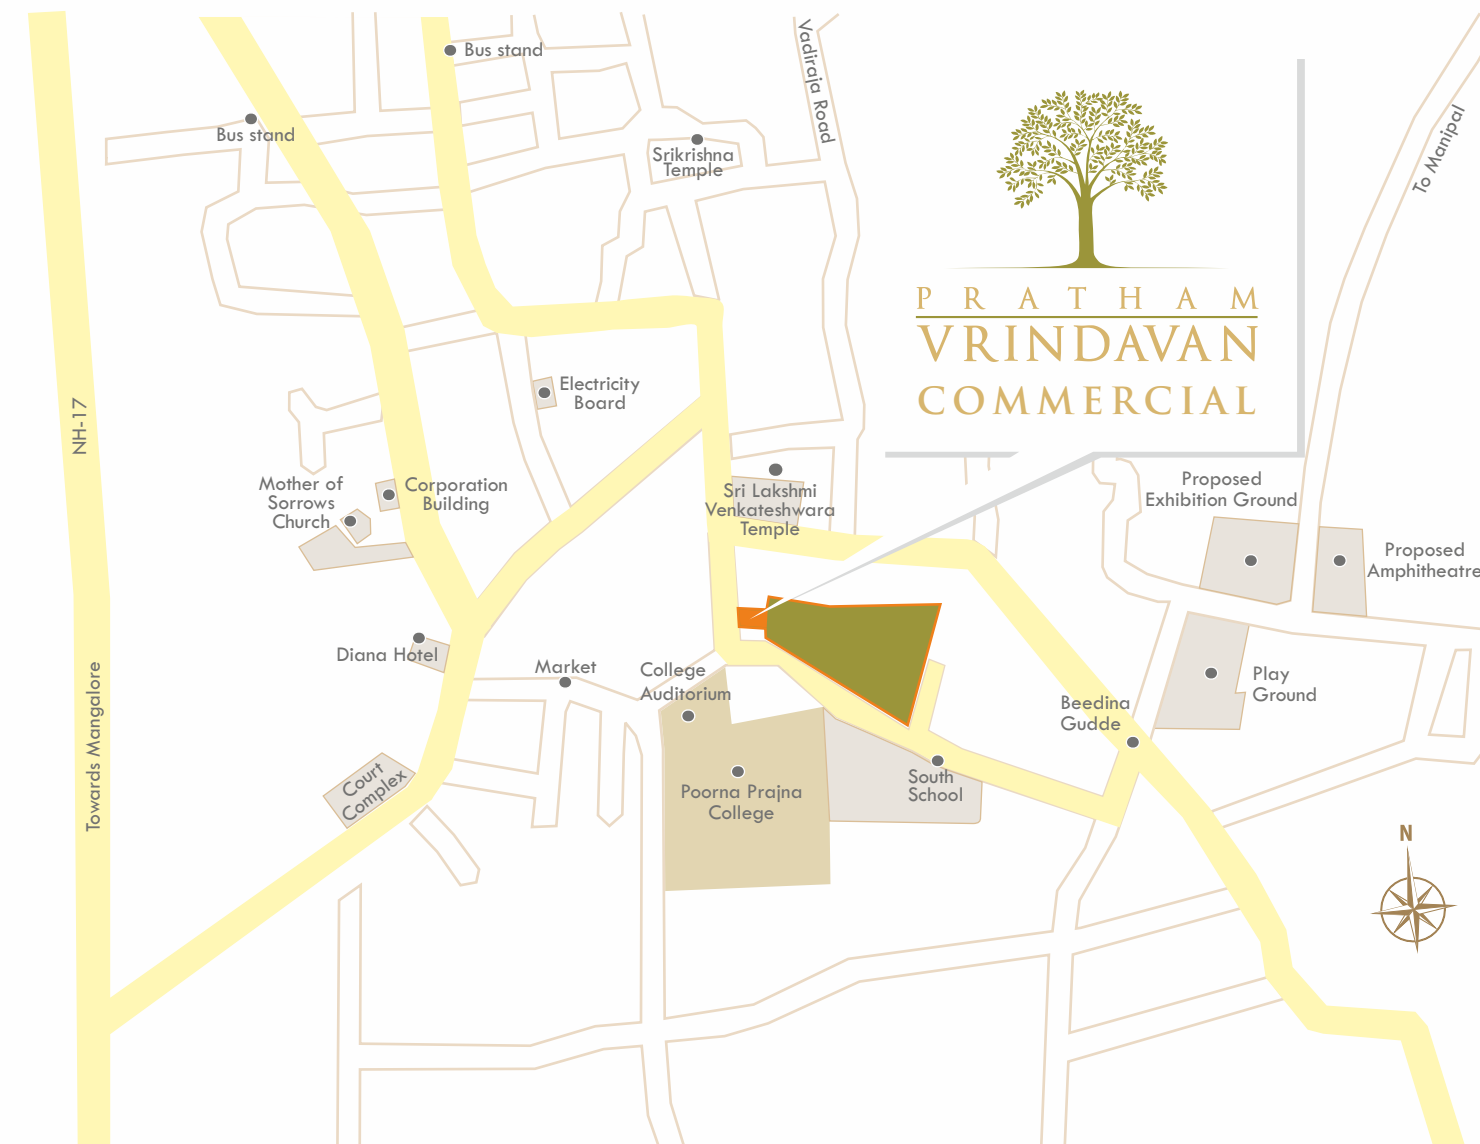 Bus stand
Bus stand
Vadiraja Road
Srikrishna
Temple
To Manipal
PRATHAM
VRINDAVAN
COMMERCIAL
NH-17
Electricity
Board
Mother of
Sorrows
Church
Corporation
Building
Sri Lakshmi
Venkateshwara
Temple
Proposed
Exhibition Ground
Proposed
Amphitheatre
Diana Hotel
Market
College
Auditorium
Play
Ground
Beedina
Gudde
Towards Mangalore
Court
Complex
Poorna Prajna
College
South
School
N